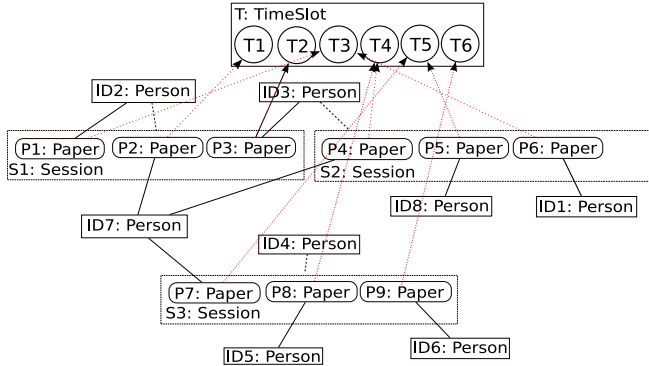 T: TimeSlot
T1 T2 T3 T4 T5 T6
ID2: Person
ID3: Person
P1: Paper P2: Paper P3: Paper
S1: Session
P4: Paper P5: Paper P6: Paper
S2: Session
ID7: Person
ID8: Person
ID1: Person
ID4: Person
P7: Paper P8: Paper P9: Paper
S3: Session
ID5: Person
ID6: Person